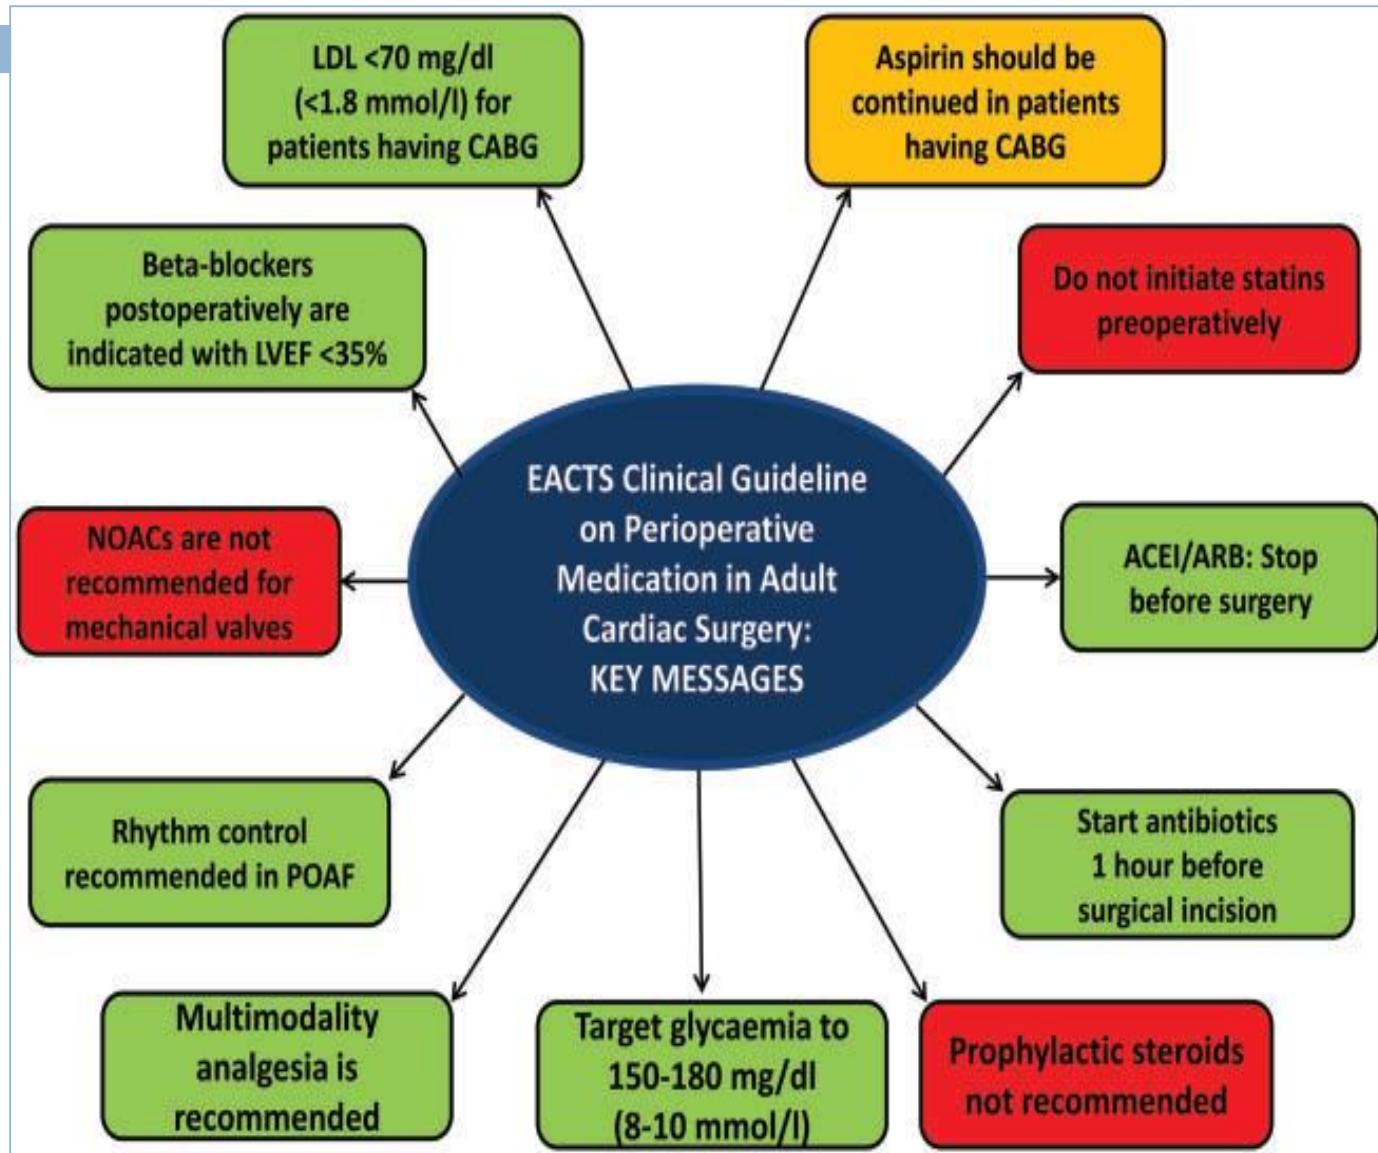 LDL <70 mg/dl
(<1.8 mmol/l) for
patients having CABG
Aspirin should be
continued in patients
having CABG
Beta-blockers
postoperatively are
indicated with LVEF <35%
Do not initiate statins
preoperatively
EACTS Clinical Guideline
on Perioperative
Medication in Adult
Cardiac Surgery:
KEY MESSAGES
NOACs are not
recommended for
mechanical valves
ACEI/ARB: Stop
before surgery
Rhythm control
recommended in POAF
Start antibiotics
1 hour before
surgical incision
Multimodality
analgesia is
recommended
Target glycaemia to
150-180 mg/dl
(8-10 mmol/l)
Prophylactic steroids
not recommended